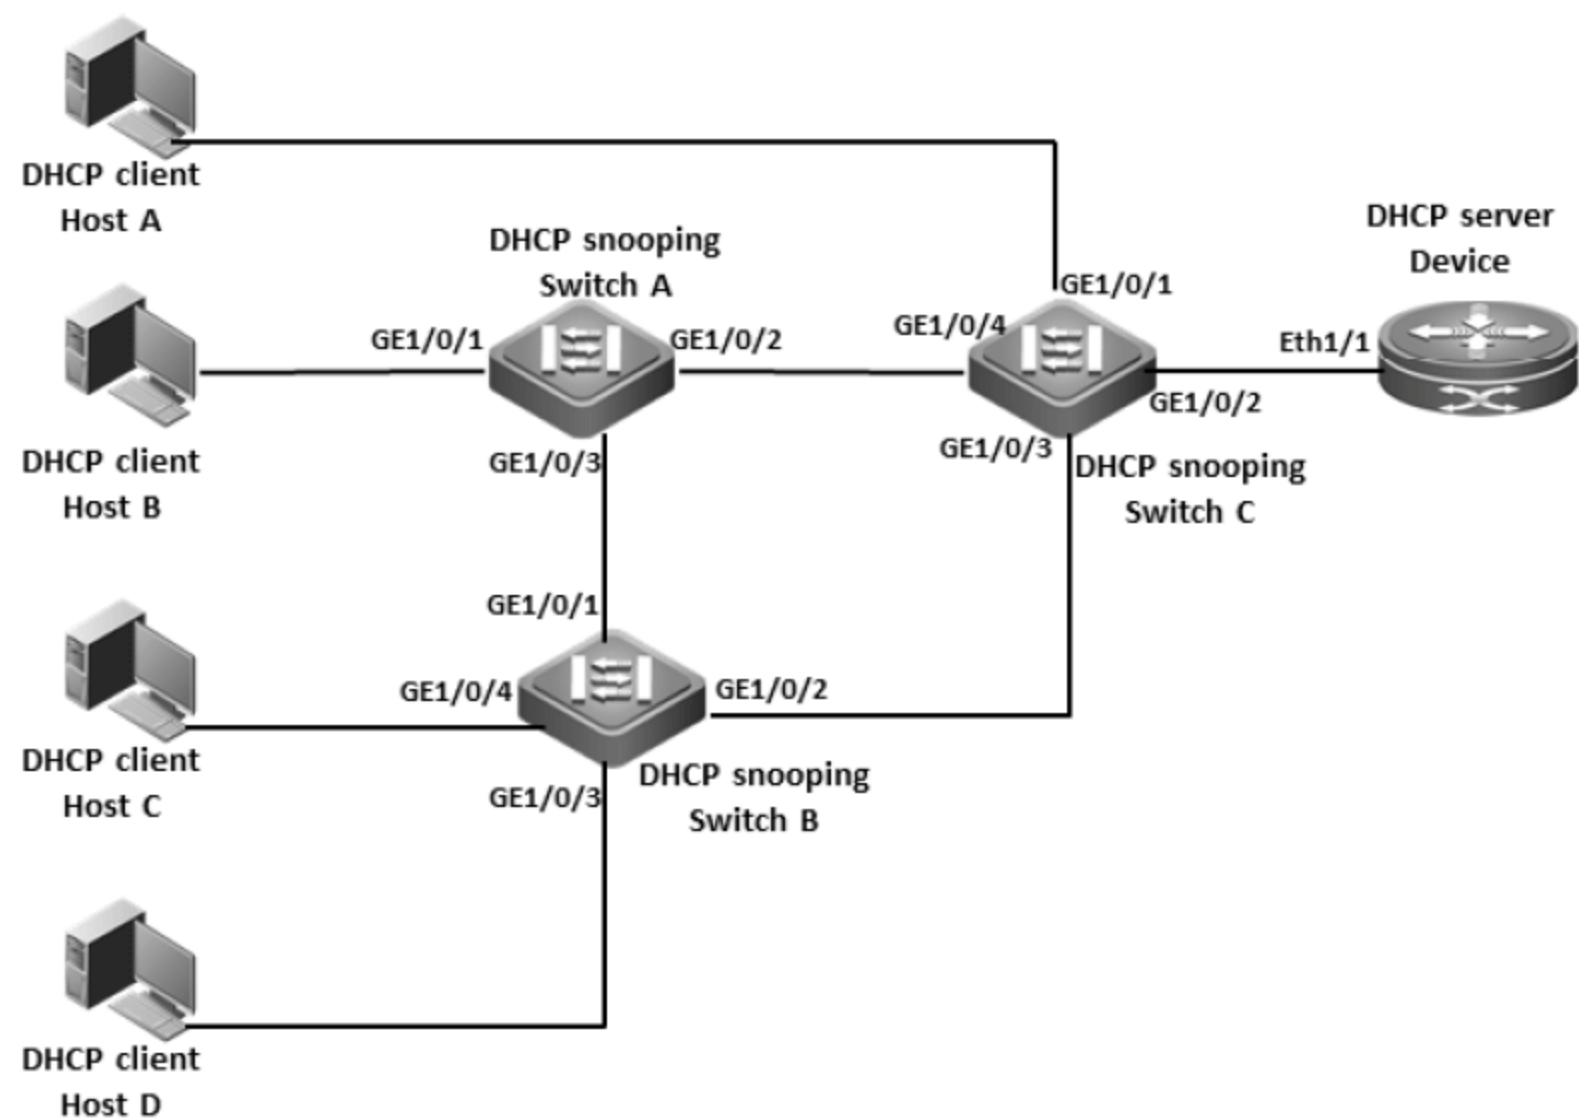 DHCP client
Host A
DHCP snooping
Switch A
DHCP server
Device
GE1/0/1
GE1/0/4
GE1/0/1
GE1/0/2
Eth1/1
GE1/0/2
GE1/0/3
DHCP client
Host B
GE1/0/3
DHCP snooping
Switch C
GE1/0/1
GE1/0/4
GE1/0/2
DHCP client
Host C
GE1/0/3
DHCP snooping
Switch B
DHCP client
Host D